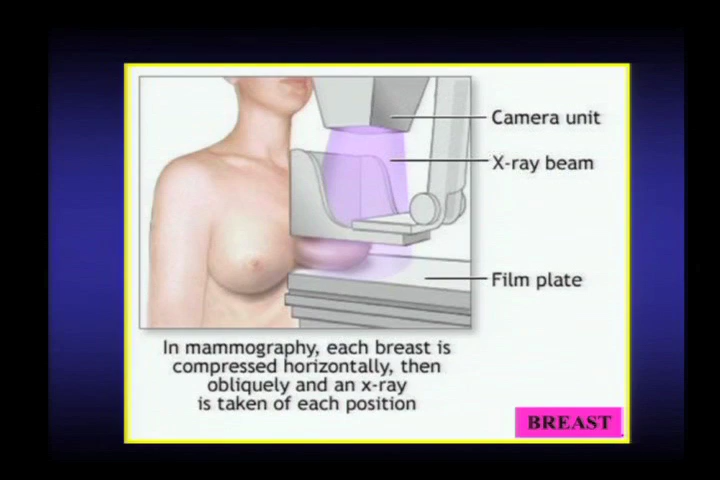 Camera unit
X-ray beam
Film plate
In mammography, each breast is
compressed horizontally, then
obliquely and an x-ray
is taken of each position
BREAST